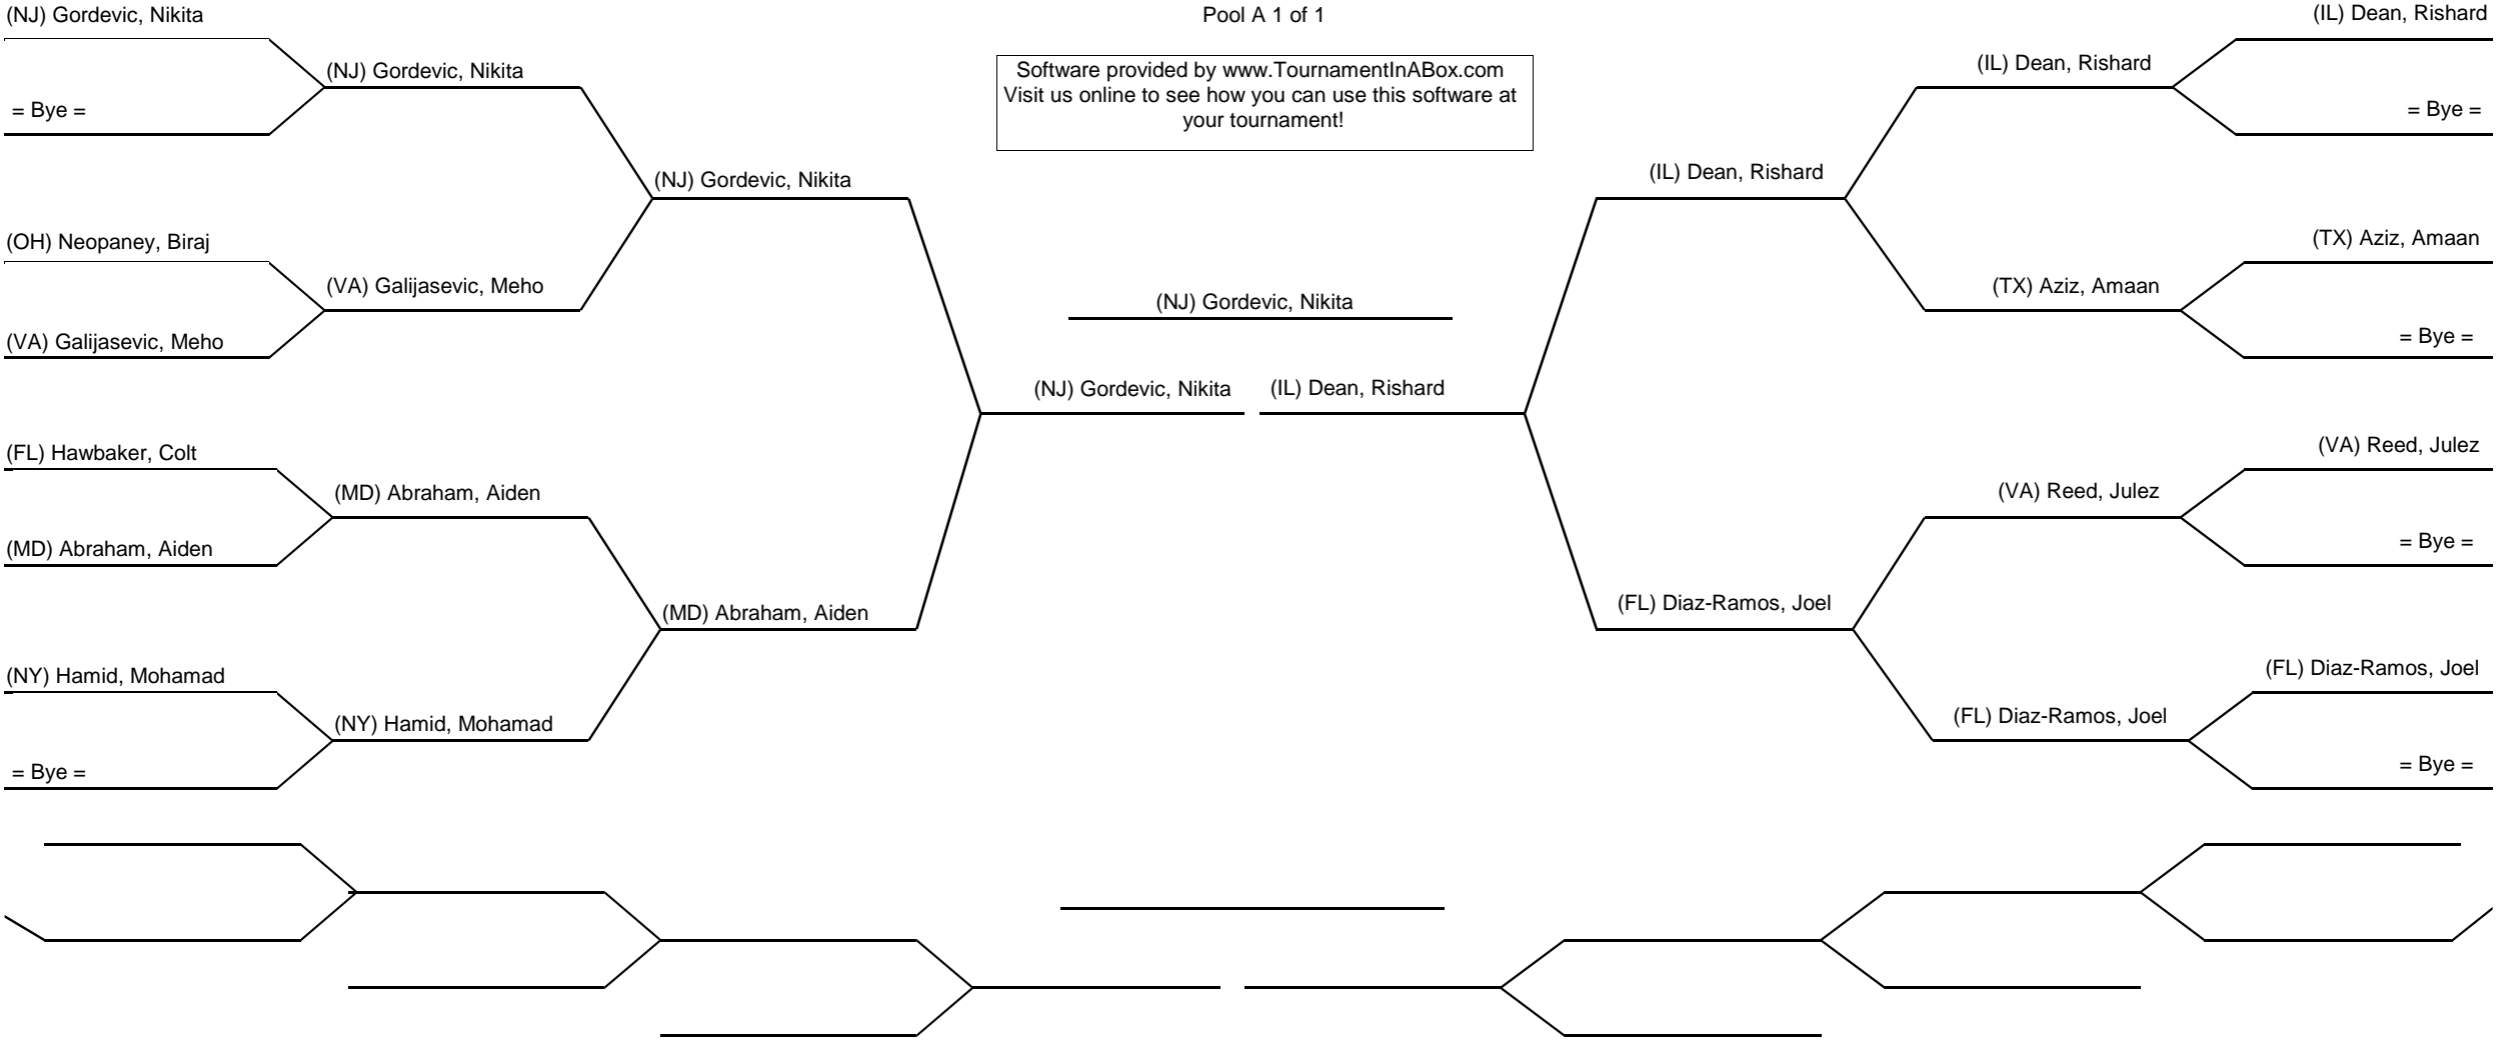 (NJ) Gordevic, Nikita
Pool A 1 of 1
(IL) Dean, Rishard
(NJ) Gordevic, Nikita
Software provided by www.TournamentInABox.com
Visit us online to see how you can use this software at
your tournament!
(IL) Dean, Rishard
= Bye =
= Bye =
(NJ) Gordevic, Nikita
(IL) Dean, Rishard
(OH) Neopaney, Biraj
(TX) Aziz, Amaan
(VA) Galijasevic, Meho
(NJ) Gordevic, Nikita
(TX) Aziz, Amaan
(VA) Galijasevic, Meho
= Bye =
(NJ) Gordevic, Nikita
(IL) Dean, Rishard
(FL) Hawbaker, Colt
(VA) Reed, Julez
(MD) Abraham, Aiden
(VA) Reed, Julez
(MD) Abraham, Aiden
= Bye =
(MD) Abraham, Aiden
(FL) Diaz-Ramos, Joel
(NY) Hamid, Mohamad
(FL) Diaz-Ramos, Joel
(NY) Hamid, Mohamad
(FL) Diaz-Ramos, Joel
= Bye =
= Bye =